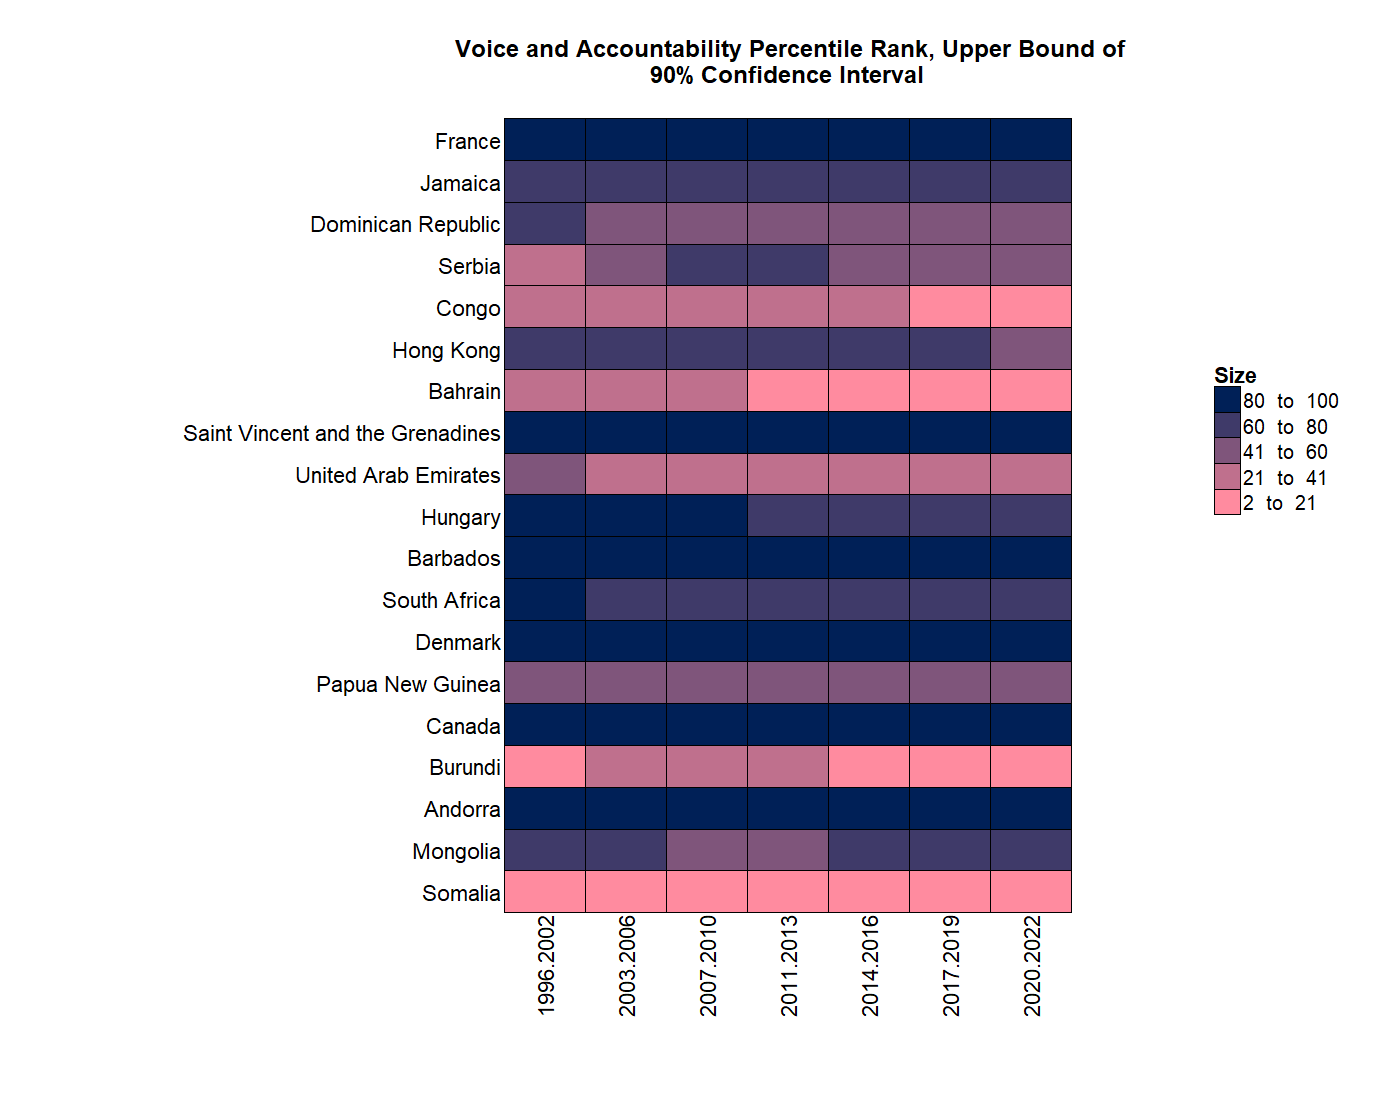 Voice and Accountability Percentile Rank, Upper Bound of
90% Confidence Interval
France
Jamaica
Dominican Republic
Serbia
Congo
Hong Kong
Bahrain
Saint Vincent and the Grenadines
United Arab Emirates
Hungary
Barbados
South Africa
Denmark
Papua New Guinea
Canada
Burundi
Andorra
Mongolia
Somalia
1996.2002
2003.2006
2007.2010
2011.2013
2014.2016
2017.2019
2020.2022
Size
80 to 100
60 to 80
41 to 60
21 to 41
2 to 21